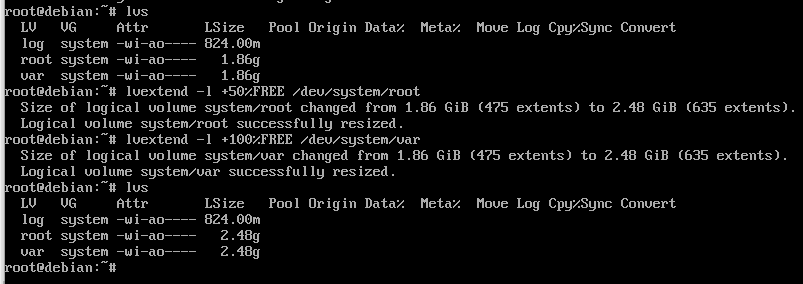 root@debian:~# lvs
  LV   VG     Attr       LSize   Pool Origin Data%  Meta%  Move Log Cpy%Sync Convert
  log  system -wi-ao---- 824.00m
  root system -wi-ao----   1.86g
  var  system -wi-ao----   1.86g
root@debian:~# lvextend -l +50%FREE /dev/system/root
  Size of logical volume system/root changed from 1.86 GiB (475 extents) to 2.48 GiB (635 extents).
  Logical volume system/root successfully resized.
root@debian:~# lvextend -l +100%FREE /dev/system/var
  Size of logical volume system/var changed from 1.86 GiB (475 extents) to 2.48 GiB (635 extents).
  Logical volume system/var successfully resized.
root@debian:~# lvs
  LV   VG     Attr       LSize   Pool Origin Data%  Meta%  Move Log Cpy%Sync Convert
  log  system -wi-ao---- 824.00m
  root system -wi-ao----   2.48g
  var  system -wi-ao----   2.48g
root@debian:~#